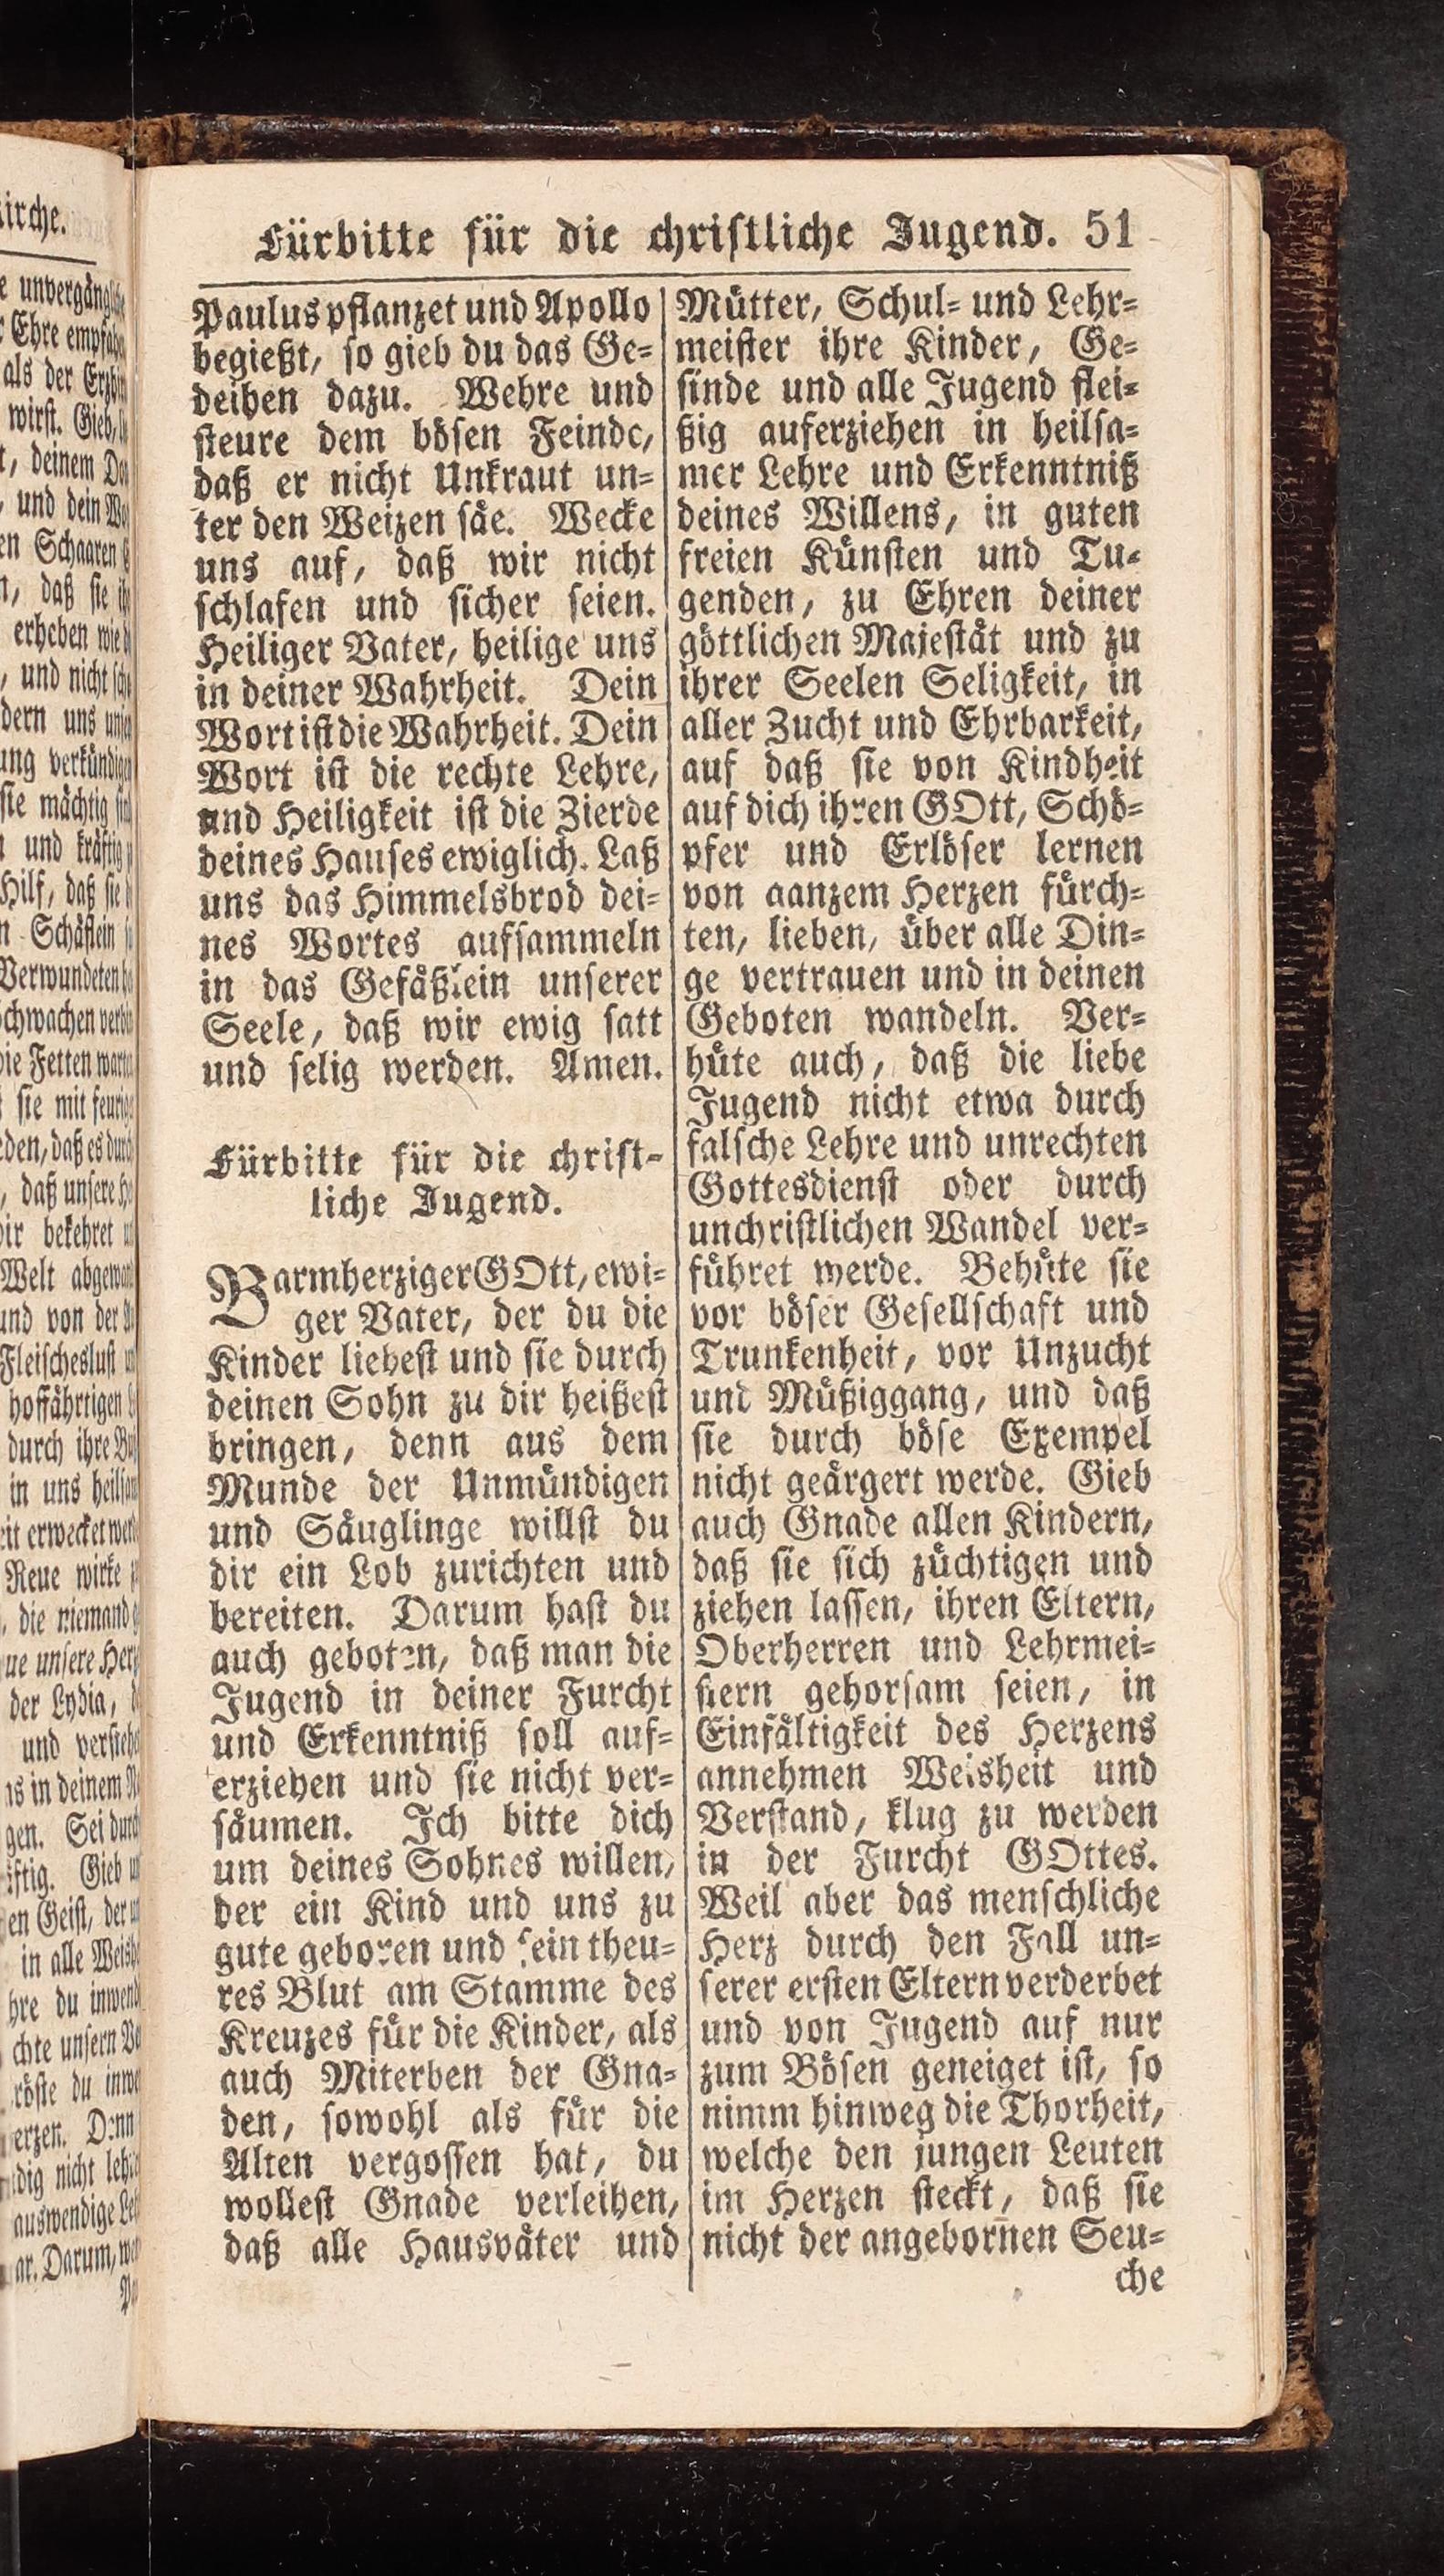 Fürbitte für die christliche Jugend. 51
Paulus pflanzet und Apollo
begießt, so gieb du das Ge-
deihen dazu. Wehre und
steure dem bösen Feinde,
daß er nicht Unkraut un-
ter den Weizen säe. Wecke
uns auf, daß wir nicht
schlafen und sicher seien.
Heiliger Vater, heilige uns
in deiner Wahrheit. Dein
Wort ist die Wahrheit. Dein
Wort ist die rechte Lehre,
und Heiligkeit ist die Zierde
deines Hauses ewiglich. Laß
uns das Himmelsbrod dei-
nes Wortes aufsammeln
in das Gefäßlein unserer
Seele, daß wir ewig satt
und selig werden. Amen.
Fürbitte für die christ-
liche Jugend.
Barmherziger GOtt, ewi-
ger Vater, der du die
Kinder liebest und sie durch
deinen Sohn zu dir heißest
bringen, denn aus dem
Munde der Unmündigen
und Säuglinge willst du
dir ein Lob zurichten und
bereiten. Darum hast du
auch geboten, daß man die
Jugend in deiner Furcht
und Erkenntniß soll auf-
erziehen und sie nicht ver-
säumen. Ich bitte dich
um deines Sohnes willen,
der ein Kind und uns zu
gute geboren und sein theu-
res Blut am Stamme des
Kreuzes für die Kinder, als
auch Miterben der Gna-
den, sowohl als für die
Alten vergossen hat, du
wollest Gnade verleihen,
daß alle Hausväter und
Mütter, Schul- und Lehr-
meister ihre Kinder, Ge-
sinde und alle Jugend flei-
ßig auferziehen in heilsa-
mer Lehre und Erkenntniß
deines Willens, in guten
freien Künsten und Tu-
genden, zu Ehren deiner
göttlichen Majestät und zu
ihrer Seelen Seligkeit, in
aller Zucht und Ehrbarkeit,
auf daß sie von Kindheit
auf dich ihren GOtt, Schö-
pfer und Erlöser lernen
von ganzem Herzen fürch-
ten, lieben, über alle Din-
ge vertrauen und in deinen
Geboten wandeln. Ver-
hüte auch, daß die liebe
Jugend nicht etwa durch
falsche Lehre und unrechten
Gottesdienst oder durch
unchristlichen Wandel ver-
führet werde. Behüte sie
vor böser Gesellschaft und
Trunkenheit, vor Unzucht
und Müßiggang, und daß
sie durch böse Exempel
nicht geärgert werde. Gieb
auch Gnade allen Kindern,
daß sie sich züchtigen und
ziehen lassen, ihren Eltern,
Oberherren und Lehrmei-
stern gehorsam seien, in
Einfältigkeit des Herzens
annehmen Weisheit und
Verstand, klug zu werden
in der Furcht GOttes.
Weil aber das menschliche
Herz durch den Fall un-
serer ersten Eltern verderbet
und von Jugend auf nur
zum Bösen geneiget ist, so
nimm hinweg die Thorheit,
welche den jungen Leuten
im Herzen steckt, daß sie
nicht der angebornen Seu-
che